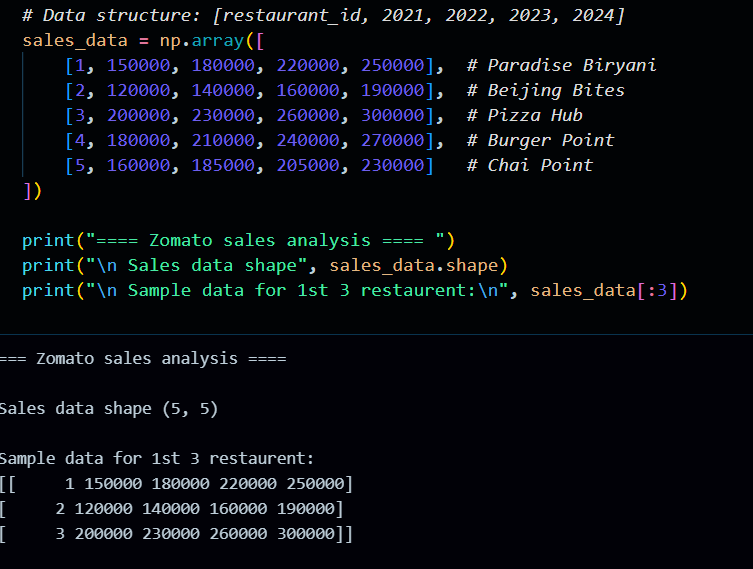 # Data structure: [restaurant_id, 2021, 2022, 2023, 2024]
sales_data = np.array([
    [1, 150000, 180000, 220000, 250000],  # Paradise Biryani
    [2, 120000, 140000, 160000, 190000],  # Beijing Bites
    [3, 200000, 230000, 260000, 300000],  # Pizza Hub
    [4, 180000, 210000, 240000, 270000],  # Burger Point
    [5, 160000, 185000, 205000, 230000]   # Chai Point
])
print("==== Zomato sales analysis ==== ")
print("\n Sales data shape", sales_data.shape)
print("\n Sample data for 1st 3 restaurent:\n", sales_data[:3])
=== Zomato sales analysis ====
Sales data shape (5, 5)
Sample data for 1st 3 restaurent:
[[     1 150000 180000 220000 250000]
[     2 120000 140000 160000 190000]
[     3 200000 230000 260000 300000]]